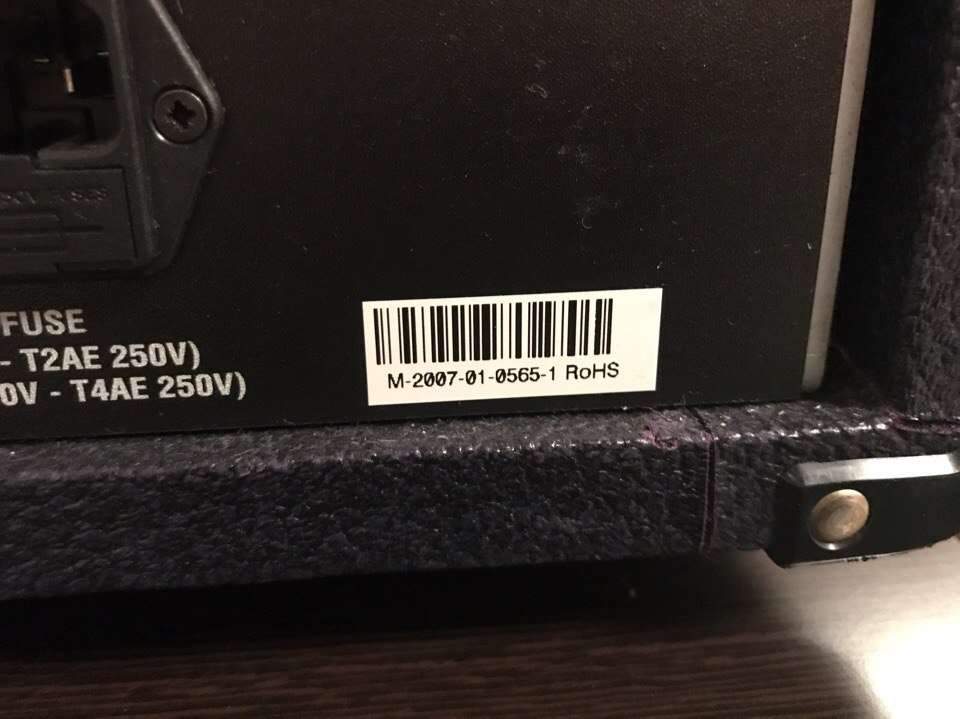 FUSE
- T2AE 250V)
0V - T4AE 250V)
M-2007-01-0565-1 RoHS